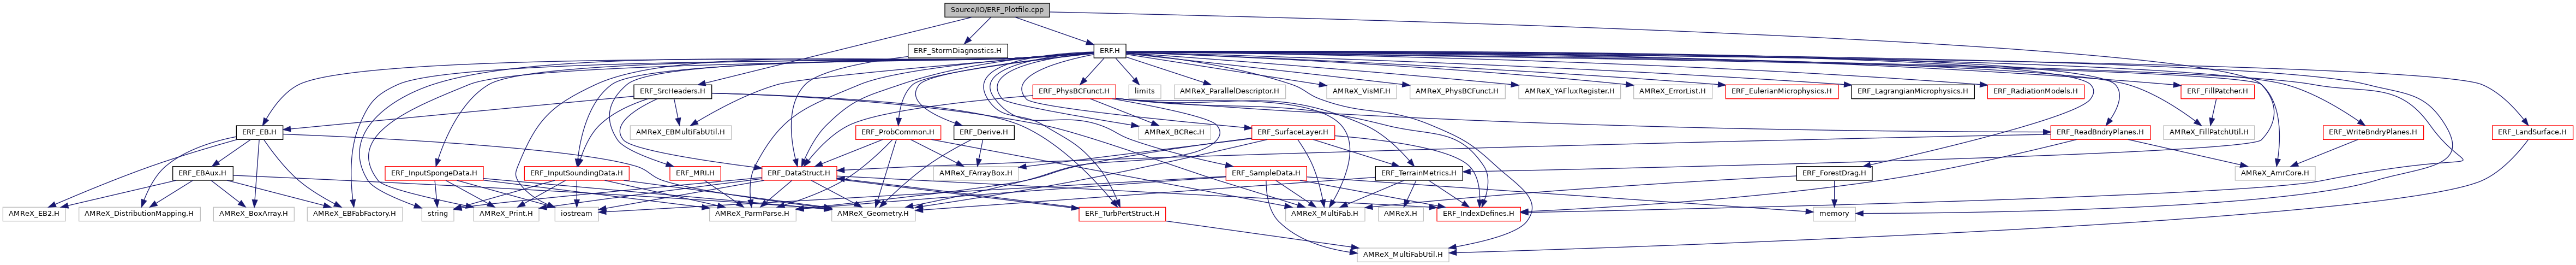 Source/IO/ERF_Plotfile.cpp
ERF_StormDiagnostics.H
ERF.H
ERF_SrcHeaders.H
ERF_PhysBCFunct.H
limits
AMReX_ParallelDescriptor.H
AMReX_VisMF.H
AMReX_PhysBCFunct.H
AMReX_YAFluxRegister.H
AMReX_ErrorList.H
ERF_EulerianMicrophysics.H
ERF_LagrangianMicrophysics.H
ERF_RadiationModels.H
ERF_FillPatcher.H
ERF_EB.H
AMReX_EBMultiFabUtil.H
ERF_ProbCommon.H
ERF_Derive.H
AMReX_BCRec.H
ERF_SurfaceLayer.H
ERF_ReadBndryPlanes.H
AMReX_FillPatchUtil.H
ERF_WriteBndryPlanes.H
ERF_LandSurface.H
ERF_EBAux.H
ERF_InputSpongeData.H
ERF_InputSoundingData.H
ERF_MRI.H
ERF_DataStruct.H
AMReX_FArrayBox.H
ERF_SampleData.H
ERF_TerrainMetrics.H
ERF_ForestDrag.H
AMReX_AmrCore.H
AMReX_EB2.H
AMReX_DistributionMapping.H
AMReX_BoxArray.H
AMReX_EBFabFactory.H
string
AMReX_Print.H
iostream
AMReX_ParmParse.H
AMReX_Geometry.H
ERF_TurbPertStruct.H
AMReX_MultiFab.H
AMReX.H
ERF_IndexDefines.H
memory
AMReX_MultiFabUtil.H